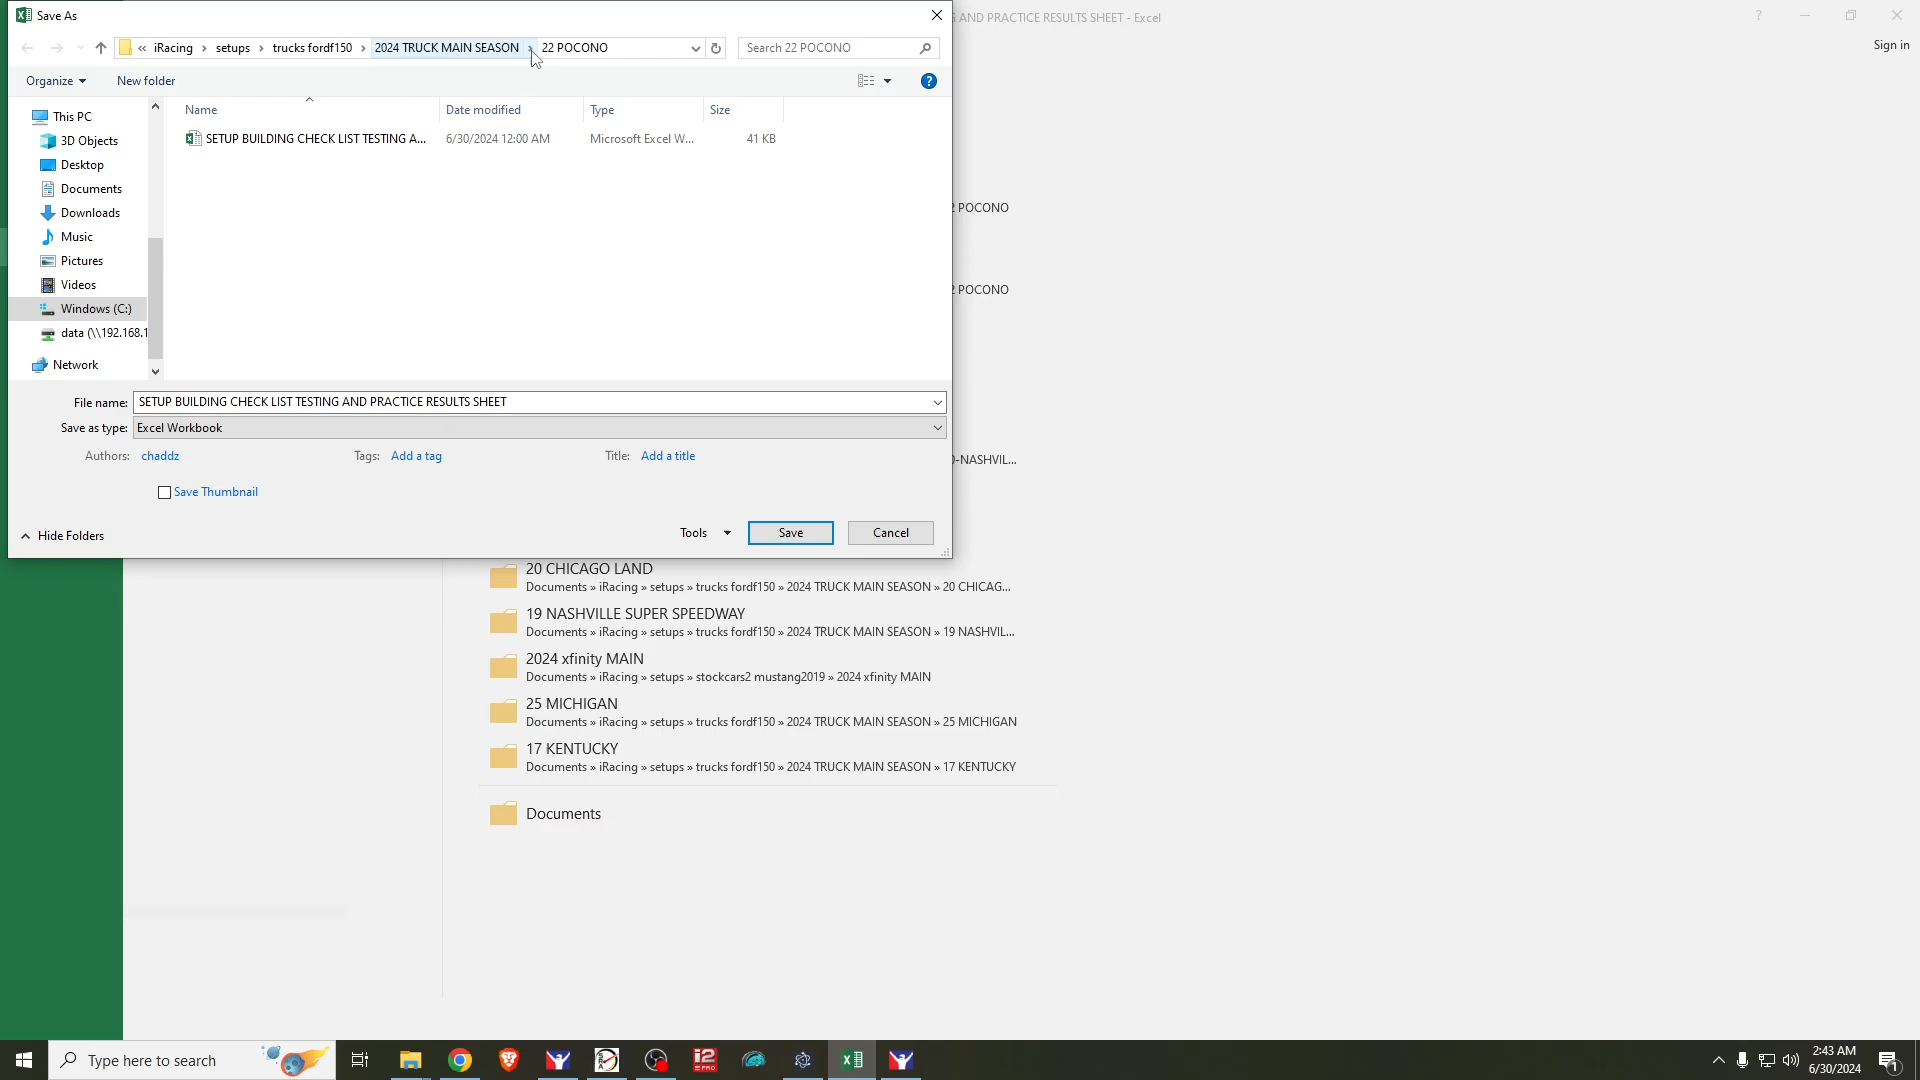 Save As
S AND PRACTICE RESULTS SHEET - Excel
?
Sign in
« iRacing › setups › trucks fordf150 › 2024 TRUCK MAIN SEASON › 22 POCONO
Search 22 POCONO
Organize
New folder
?
Name
Date modified
Type
Size
SETUP BUILDING CHECK LIST TESTING A...
6/30/2024 12:00 AM
Microsoft Excel W...
41 KB
This PC
3D Objects
Desktop
Documents
Downloads
Music
Pictures
Videos
Windows (C:)
data (\\192.168.1
Network
2 POCONO
2 POCONO
0-NASHVIL...
File name: SETUP BUILDING CHECK LIST TESTING AND PRACTICE RESULTS SHEET
Save as type: Excel Workbook
Authors: chaddz
Tags: Add a tag
Title: Add a title
Save Thumbnail
Hide Folders
Tools
Save
Cancel
20 CHICAGO LAND
Documents » iRacing » setups » trucks fordf150 » 2024 TRUCK MAIN SEASON » 20 CHICAG...
19 NASHVILLE SUPER SPEEDWAY
Documents » iRacing » setups » trucks fordf150 » 2024 TRUCK MAIN SEASON » 19 NASHVIL...
2024 xfinity MAIN
Documents » iRacing » setups » stockcars2 mustang2019 » 2024 xfinity MAIN
25 MICHIGAN
Documents » iRacing » setups » trucks fordf150 » 2024 TRUCK MAIN SEASON » 25 MICHIGAN
17 KENTUCKY
Documents » iRacing » setups » trucks fordf150 » 2024 TRUCK MAIN SEASON » 17 KENTUCKY
Documents
Type here to search
i2 PRO
2:43 AM
6/30/2024
1